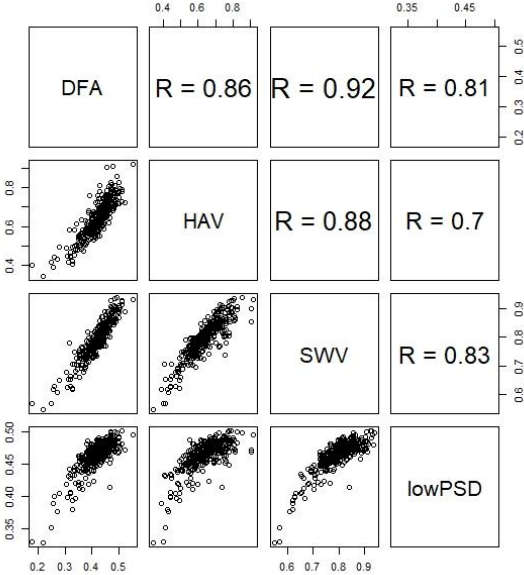 0.4 0.6 0.8
0.35 0.45
DFA
R = 0.86
R = 0.92
R = 0.81
0.2 0.3 0.4 0.5
0.4 0.6 0.8
HAV
R = 0.88
R = 0.7
SWV
R = 0.83
0.6 0.7 0.8 0.9
0.35 0.40 0.45 0.50
lowPSD
0.2 0.3 0.4 0.5
0.6 0.7 0.8 0.9